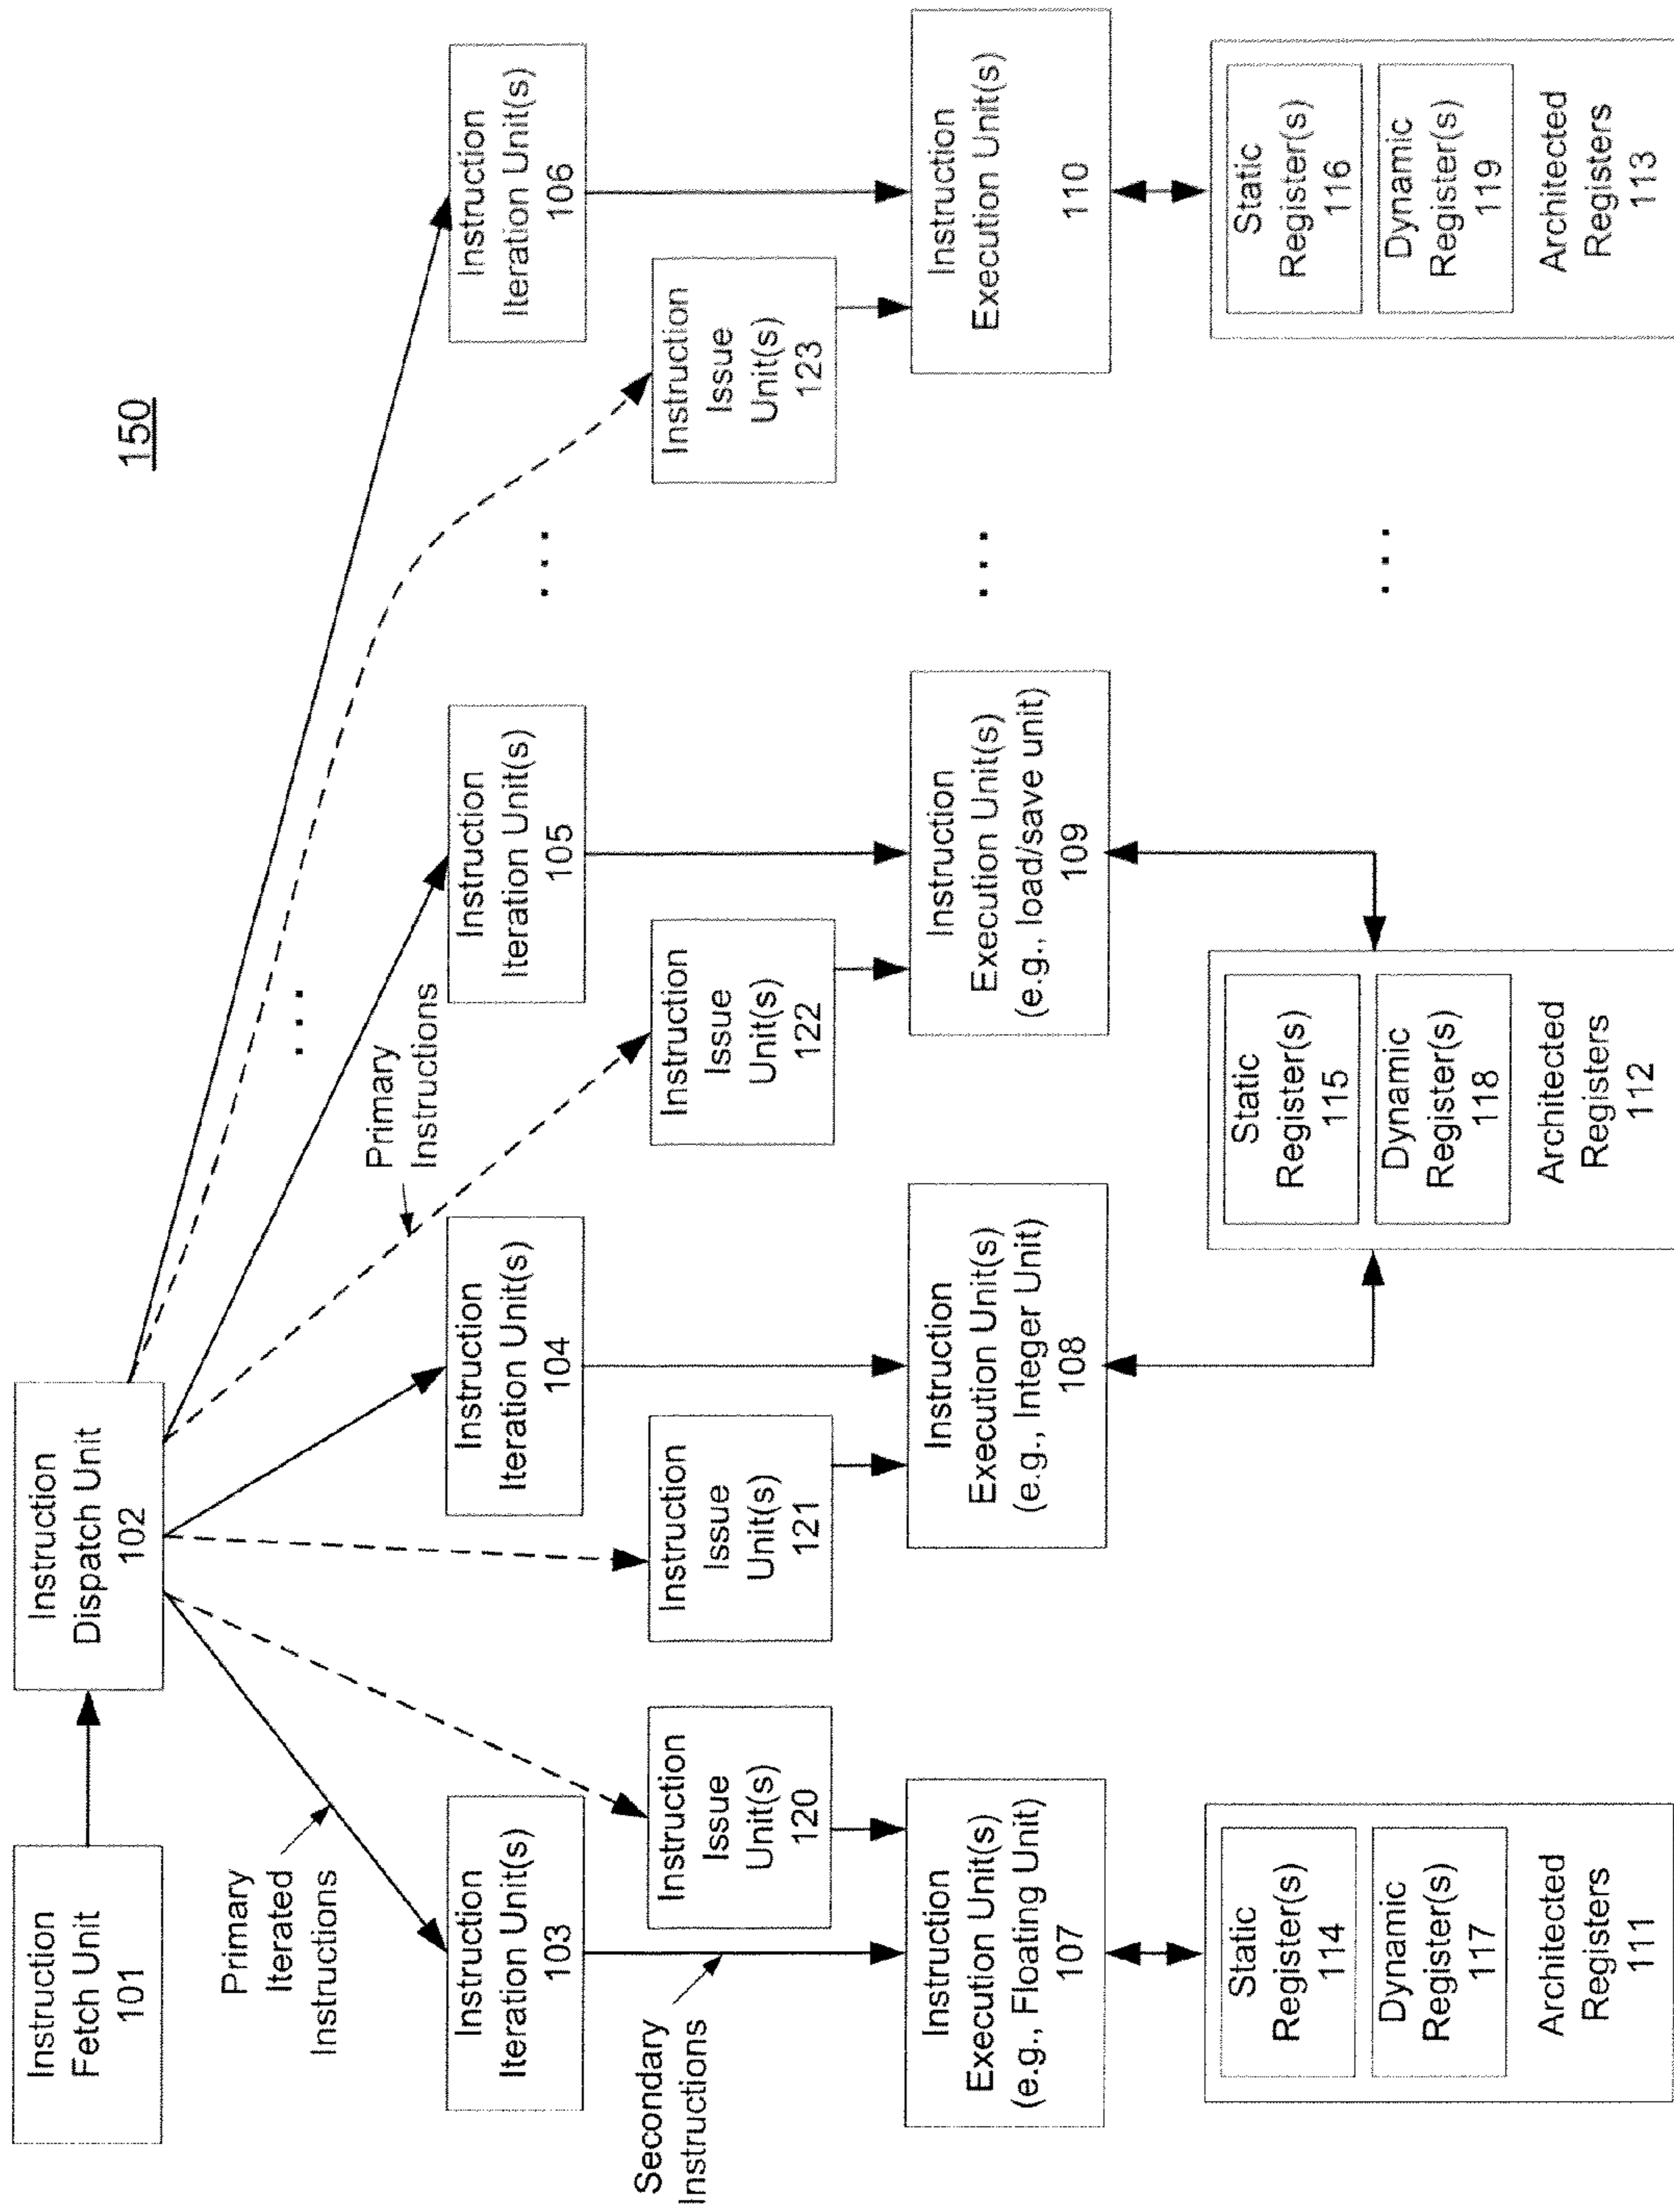 150
Instruction
Fetch Unit
101
Instruction
Dispatch Unit
102
Primary
Iterated
Instructions
Primary
Instructions
. . .
Instruction
Iteration Unit(s)
103
Instruction
Iteration Unit(s)
104
Instruction
Iteration Unit(s)
105
. . .
Instruction
Iteration Unit(s)
106
Secondary
Instructions
Instruction
Issue
Unit(s)
120
Instruction
Issue
Unit(s)
121
Instruction
Issue
Unit(s)
122
Instruction
Issue
Unit(s)
123
Instruction
Execution Unit(s)
(e.g., Floating Unit)
107
Instruction
Execution Unit(s)
(e.g., Integer Unit)
108
Instruction
Execution Unit(s)
(e.g., load/save unit)
109
. . .
Instruction
Execution Unit(s)
110
Static
Register(s)
114
Dynamic
Register(s)
117
Architected
Registers
111
Static
Register(s)
115
Dynamic
Register(s)
118
Architected
Registers
112
. . .
Static
Register(s)
116
Dynamic
Register(s)
119
Architected
Registers
113